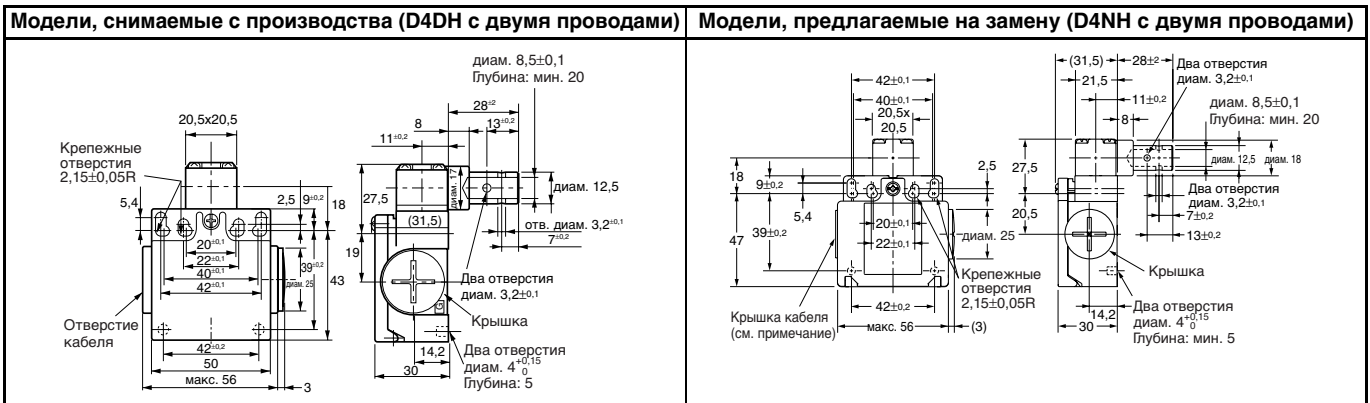 Модели, снимаемые с производства (D4DH с двумя проводами)
диам. 8,5±0,1
Глубина: мин. 20
28±2
20,5x20,5
8
13±0,2
11±0,2
Крепежные
отверстия
2,15±0,05R
5,4
2,5
9±0,2
18
27,5
диам. 17
диам. 12,5
(31,5)
отв. диам. 3,2±0,1
7±0,2
19
20±0,1
22±0,1
40±0,1
42±0,1
диам. 25
39±0,2
43
Два отверстия
диам. 3,2±0,1
Крышка
Отверстие
кабеля
42±0,2
50
макс. 56
3
14,2
30
Два отверстия
диам. 4+0,15 0
Глубина: 5
Модели, предлагаемые на замену (D4NH с двумя проводами)
42±0,1
40±0,1
20,5x
20,5
18
9±0,2
2,5
5,4
47
39±0,2
20±0,1
22±0,1
диам. 25
Крепежные
отверстия
2,15±0,05R
Крышка кабеля
(см. примечание)
42±0,2
макс. 56
(3)
(31,5)
28±2
21,5
Два отверстия
диам. 3,2±0,1
11±0,2
диам. 8,5±0,1
Глубина: мин. 20
8
27,5
диам. 12,5
диам. 18
Два отверстия
диам. 3,2±0,1
7±0,2
20,5
13±0,2
Крышка
14,2
30
Два отверстия
диам. 4+0,15 0
Глубина: мин. 5